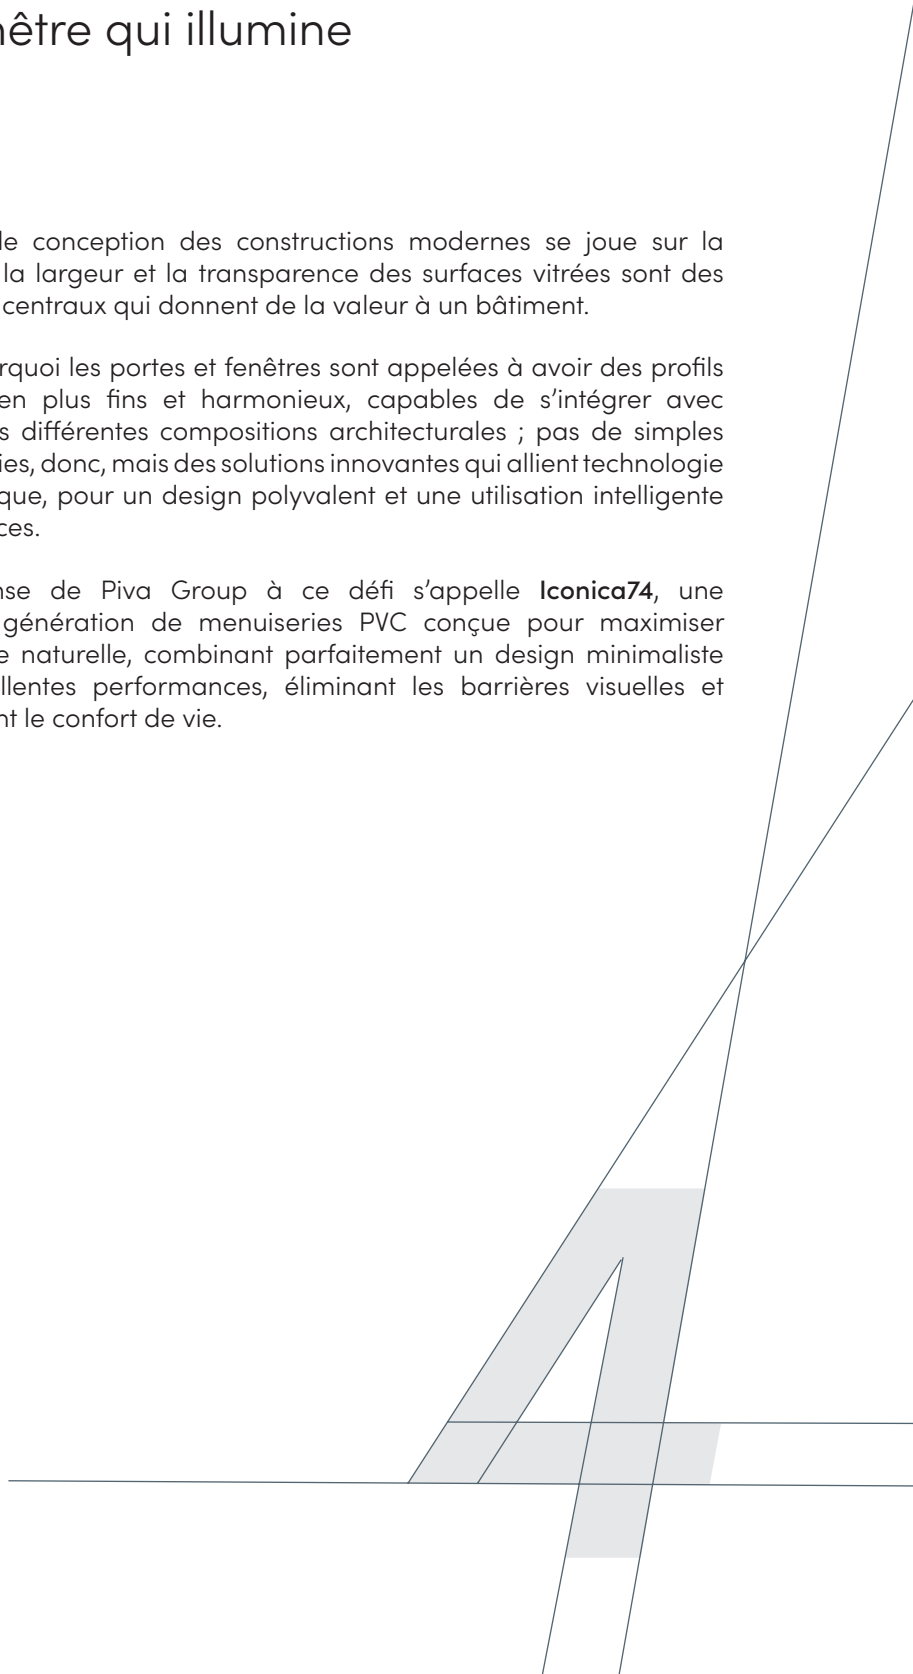 nêtre qui illumine
de conception des constructions modernes se joue sur la
la largeur et la transparence des surfaces vitrées sont des
centraux qui donnent de la valeur à un bâtiment.
rquoi les portes et fenêtres sont appelées à avoir des profils
en plus fins et harmonieux, capables de s’intégrer avec
s différentes compositions architecturales ; pas de simples
ies, donc, mais des solutions innovantes qui allient technologie
que, pour un design polyvalent et une utilisation intelligente
ces.
nse de Piva Group à ce défi s’appelle Iconica74, une
génération de menuiseries PVC conçue pour maximiser
e naturelle, combinant parfaitement un design minimaliste
llentes performances, éliminant les barrières visuelles et
nt le confort de vie.
4